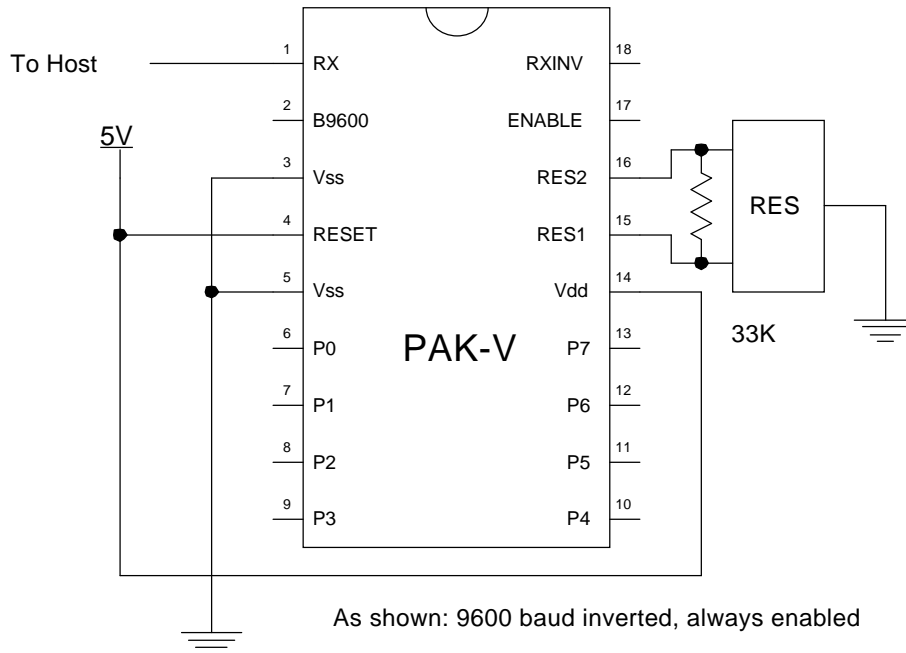 To Host
5V
1 RX
2 B9600
3 Vss
4 RESET
5 Vss
6 P0
7 P1
8 P2
9 P3
PAK-V
RXINV 18
ENABLE 17
RES2 16
RES1 15
Vdd 14
P7 13
P6 12
P5 11
P4 10
RES
33K
As shown: 9600 baud inverted, always enabled